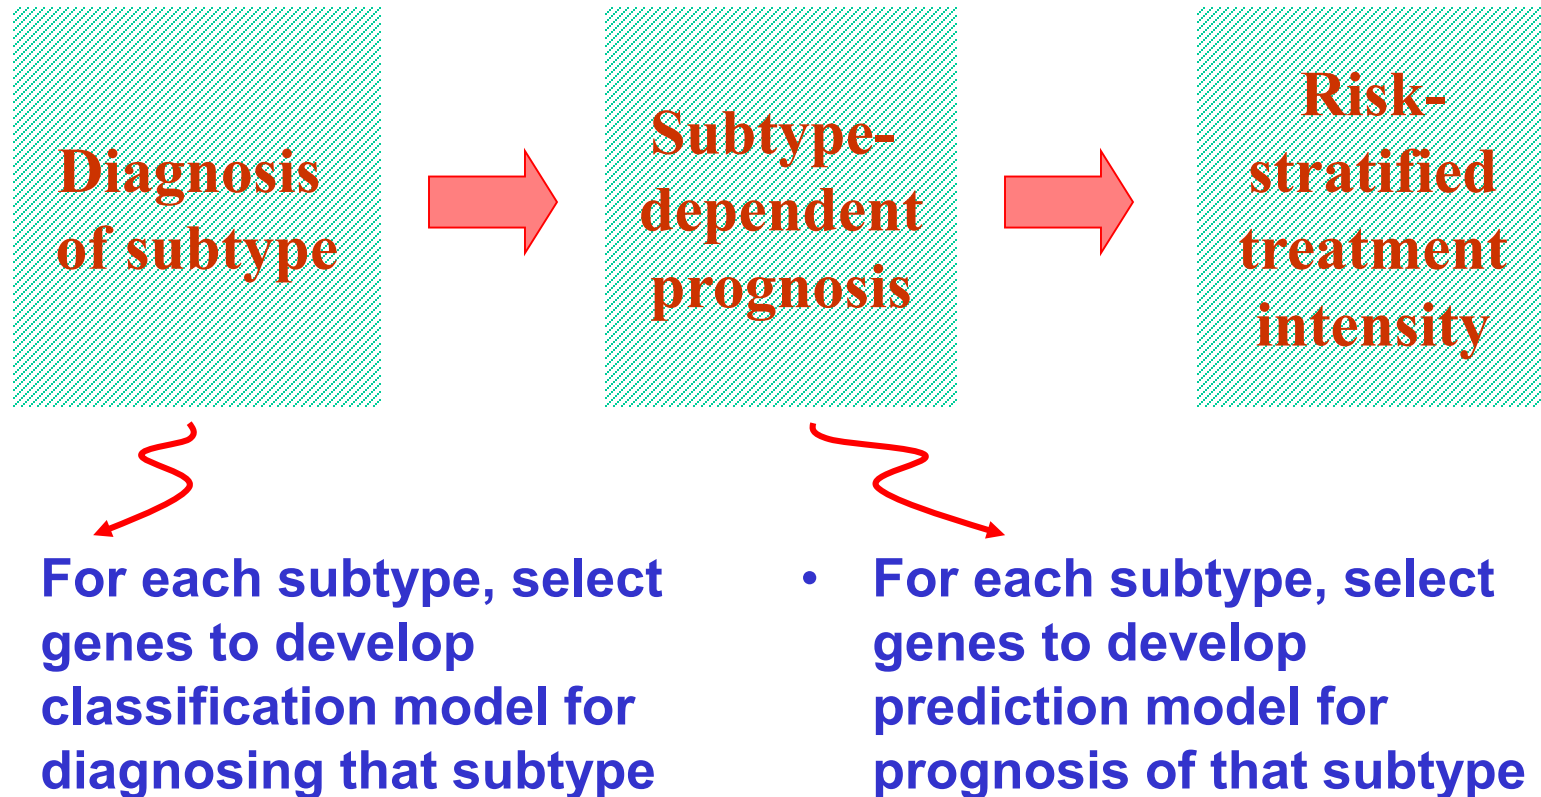 Diagnosis
of subtype
Subtype-
dependent
prognosis
Risk-
stratified
treatment
intensity
For each subtype, select
genes to develop
classification model for
diagnosing that subtype
• For each subtype, select
genes to develop
prediction model for
prognosis of that subtype